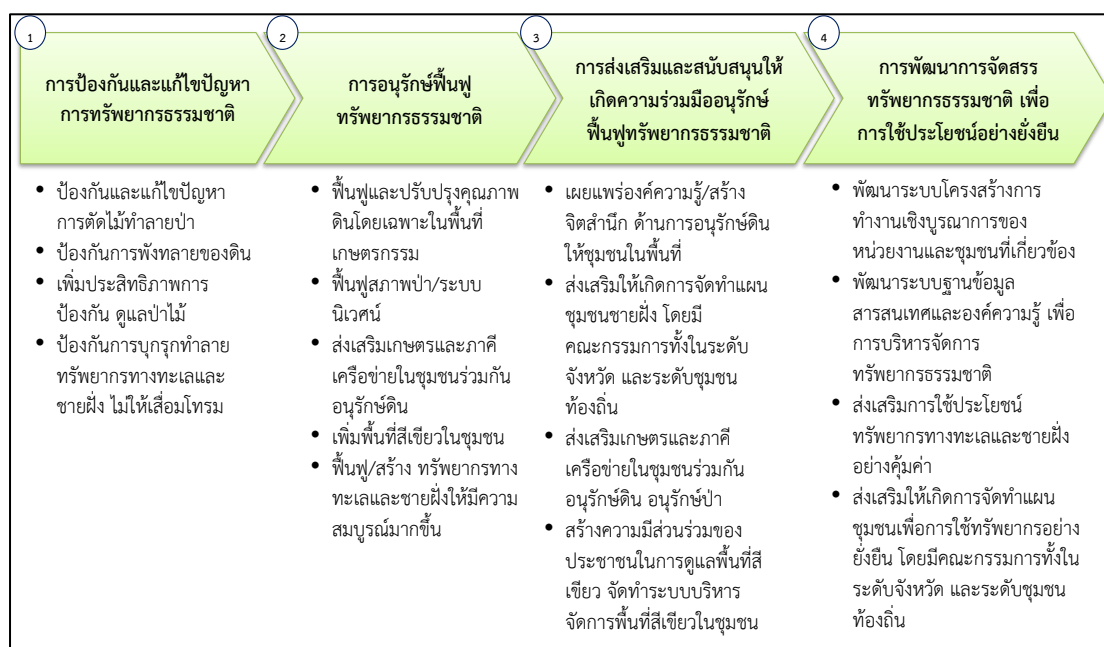 1
การป้องกันและแก้ไขปัญหา
การทรัพยากรธรรมชาติ
• ป้องกันและแก้ไขปัญหา
การตัดไม้ทำลายป่า
• ป้องกันการพังทลายของดิน
• เพิ่มประสิทธิภาพการ
ป้องกัน ดูแลป่าไม้
• ป้องกันการบุกรุกทำลาย
ทรัพยากรทางทะเลและ
ชายฝั่ง ไม่ให้เสื่อมโทรม
2
การอนุรักษ์ฟื้นฟู
ทรัพยากรธรรมชาติ
• ฟื้นฟูและปรับปรุงคุณภาพ
ดินโดยเฉพาะในพื้นที่
เกษตรกรรม
• ฟื้นฟูสภาพป่า/ระบบ
นิเวศน์
• ส่งเสริมเกษตรและภาคี
เครือข่ายในชุมชนร่วมกัน
อนุรักษ์ดิน
• เพิ่มพื้นที่สีเขียวในชุมชน
• ฟื้นฟู/สร้าง ทรัพยากรทาง
ทะเลและชายฝั่งให้มีความ
สมบูรณ์มากขึ้น
3
การส่งเสริมและสนับสนุนให้
เกิดความร่วมมืออนุรักษ์
ฟื้นฟูทรัพยากรธรรมชาติ
• เผยแพร่องค์ความรู้/สร้าง
จิตสำนึก ด้านการอนุรักษ์ดิน
ให้ชุมชนในพื้นที่
• ส่งเสริมให้เกิดการจัดทำแผน
ชุมชนชายฝั่ง โดยมี
คณะกรรมการทั้งในระดับ
จังหวัด และระดับชุมชน
ท้องถิ่น
• ส่งเสริมเกษตรและภาคี
เครือข่ายในชุมชนร่วมกัน
อนุรักษ์ดิน อนุรักษ์ป่า
• สร้างความมีส่วนร่วมของ
ประชาชนในการดูแลพื้นที่สี
เขียว จัดทำระบบบริหาร
จัดการพื้นที่สีเขียวในชุมชน
4
การพัฒนาการจัดสรร
ทรัพยากรธรรมชาติ เพื่อ
การใช้ประโยชน์อย่างยั่งยืน
• พัฒนาระบบโครงสร้างการ
ทำงานเชิงบูรณาการของ
หน่วยงานและชุมชนที่เกี่ยวข้อง
• พัฒนาระบบฐานข้อมูล
สารสนเทศและองค์ความรู้ เพื่อ
การบริหารจัดการ
ทรัพยากรธรรมชาติ
• ส่งเสริมการใช้ประโยชน์
ทรัพยากรทางทะเลและชายฝั่ง
อย่างคุ้มค่า
• ส่งเสริมให้เกิดการจัดทำแผน
ชุมชนเพื่อการใช้ทรัพยากรอย่าง
ยั่งยืน โดยมีคณะกรรมการทั้งใน
ระดับจังหวัด และระดับชุมชน
ท้องถิ่น